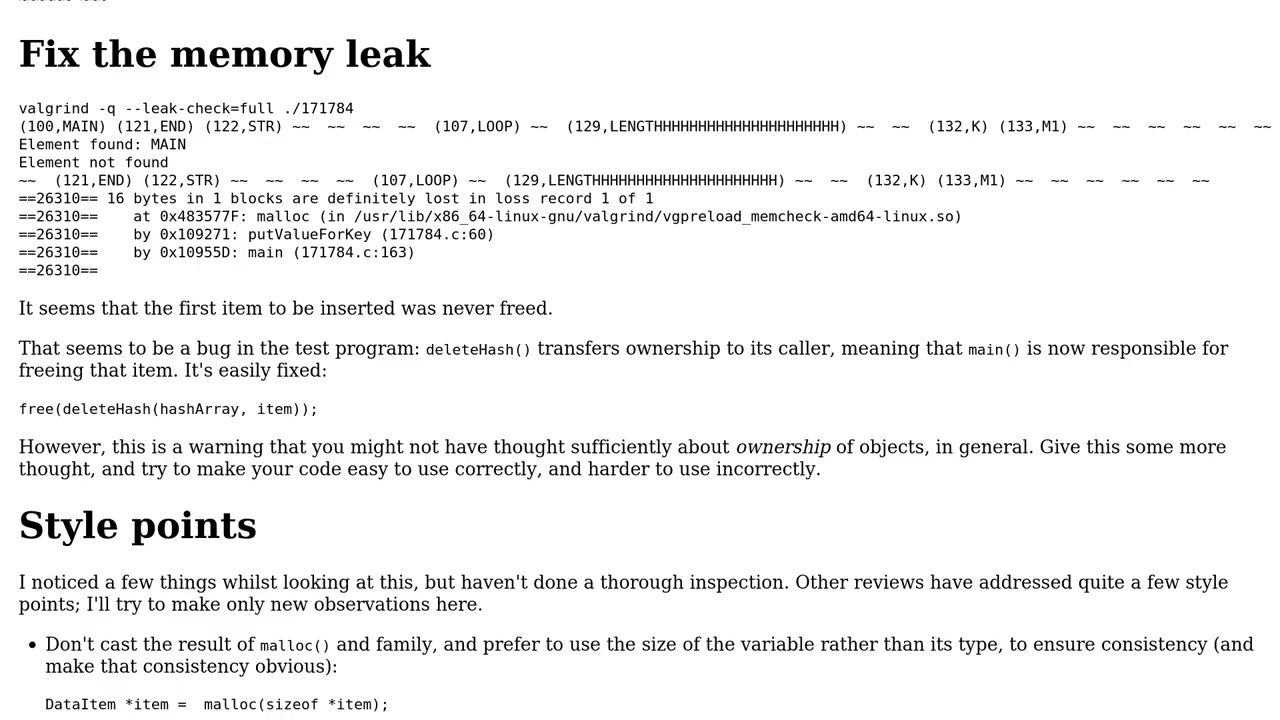 Fix the memory leak
valgrind -q --leak-check=full ./171784
(100,MAIN) (121,END) (122,STR) ~~  ~~  ~~  ~~  (107,LOOP) ~~  (129,LENGTHHHHHHHHHHHHHHHHHHHHHH) ~~  ~~  (132,K) (133,M1) ~~  ~~  ~~  ~~  ~~  ~~
Element found: MAIN
Element not found
~~  (121,END) (122,STR) ~~  ~~  ~~  ~~  (107,LOOP) ~~  (129,LENGTHHHHHHHHHHHHHHHHHHHHHH) ~~  ~~  (132,K) (133,M1) ~~  ~~  ~~  ~~  ~~  ~~
==26310== 16 bytes in 1 blocks are definitely lost in loss record 1 of 1
==26310==    at 0x483577F: malloc (in /usr/lib/x86_64-linux-gnu/valgrind/vgpreload_memcheck-amd64-linux.so)
==26310==    by 0x109271: putValueForKey (171784.c:60)
==26310==    by 0x10955D: main (171784.c:163)
==26310==
It seems that the first item to be inserted was never freed.
That seems to be a bug in the test program: deleteHash() transfers ownership to its caller, meaning that main() is now responsible for
freeing that item. It's easily fixed:
free(deleteHash(hashArray, item));
However, this is a warning that you might not have thought sufficiently about ownership of objects, in general. Give this some more
thought, and try to make your code easy to use correctly, and harder to use incorrectly.
Style points
I noticed a few things whilst looking at this, but haven't done a thorough inspection. Other reviews have addressed quite a few style
points; I'll try to make only new observations here.
• Don't cast the result of malloc() and family, and prefer to use the size of the variable rather than its type, to ensure consistency (and
make that consistency obvious):
DataItem *item =  malloc(sizeof *item);